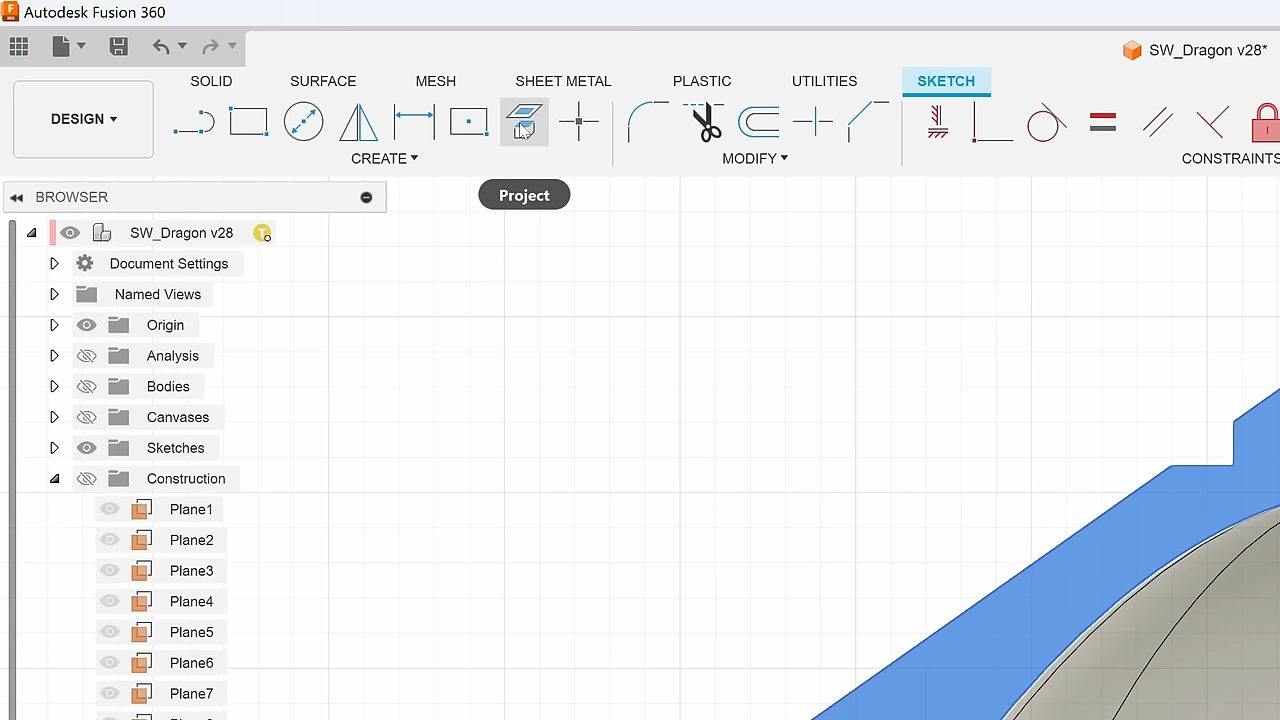 Autodesk Fusion 360
SW_Dragon v28*
SOLID SURFACE MESH SHEET METAL PLASTIC UTILITIES SKETCH
DESIGN
CREATE MODIFY CONSTRAINTS
BROWSER
Project
SW_Dragon v28
Document Settings
Named Views
Origin
Analysis
Bodies
Canvases
Sketches
Construction
Plane1
Plane2
Plane3
Plane4
Plane5
Plane6
Plane7